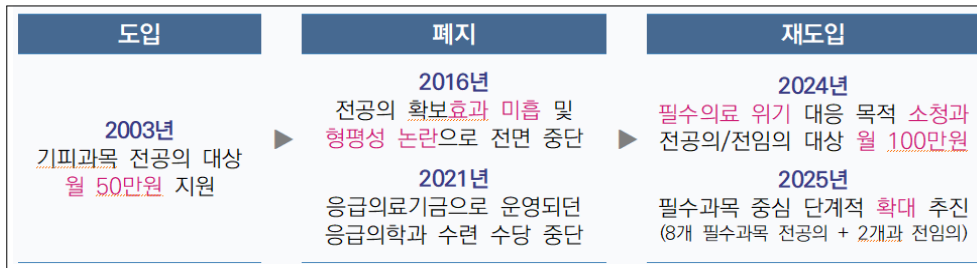 도입
2003년
기피과목 전공의 대상
월 50만원 지원
폐지
2016년
전공의 확보효과 미흡 및
형평성 논란으로 전면 중단
2021년
응급의료기금으로 운영되던
응급의학과 수련 수당 중단
재도입
2024년
필수의료 위기 대응 목적 소청과
전공의/전임의 대상 월 100만원
2025년
필수과목 중심 단계적 확대 추진
(8개 필수과목 전공의 + 2개과 전임의)